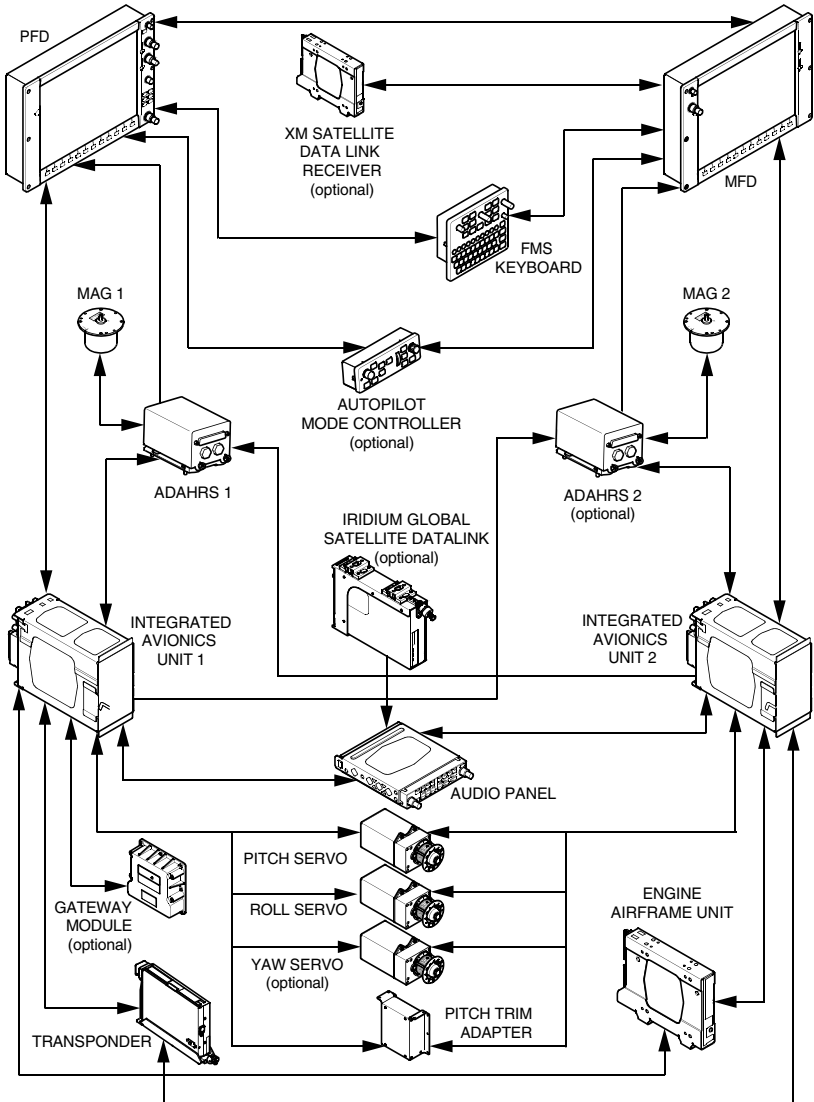 PFD
XM SATELLITE
DATA LINK
RECEIVER
(optional)
MFD
FMS
KEYBOARD
MAG 1
MAG 2
AUTOPILOT
MODE CONTROLLER
(optional)
ADAHRS 1
ADAHRS 2
(optional)
IRIDIUM GLOBAL
SATELLITE DATALINK
(optional)
INTEGRATED
AVIONICS
UNIT 1
INTEGRATED
AVIONICS
UNIT 2
AUDIO PANEL
PITCH SERVO
GATEWAY
MODULE
(optional)
ROLL SERVO
ENGINE
AIRFRAME UNIT
YAW SERVO
(optional)
TRANSPONDER
PITCH TRIM
ADAPTER